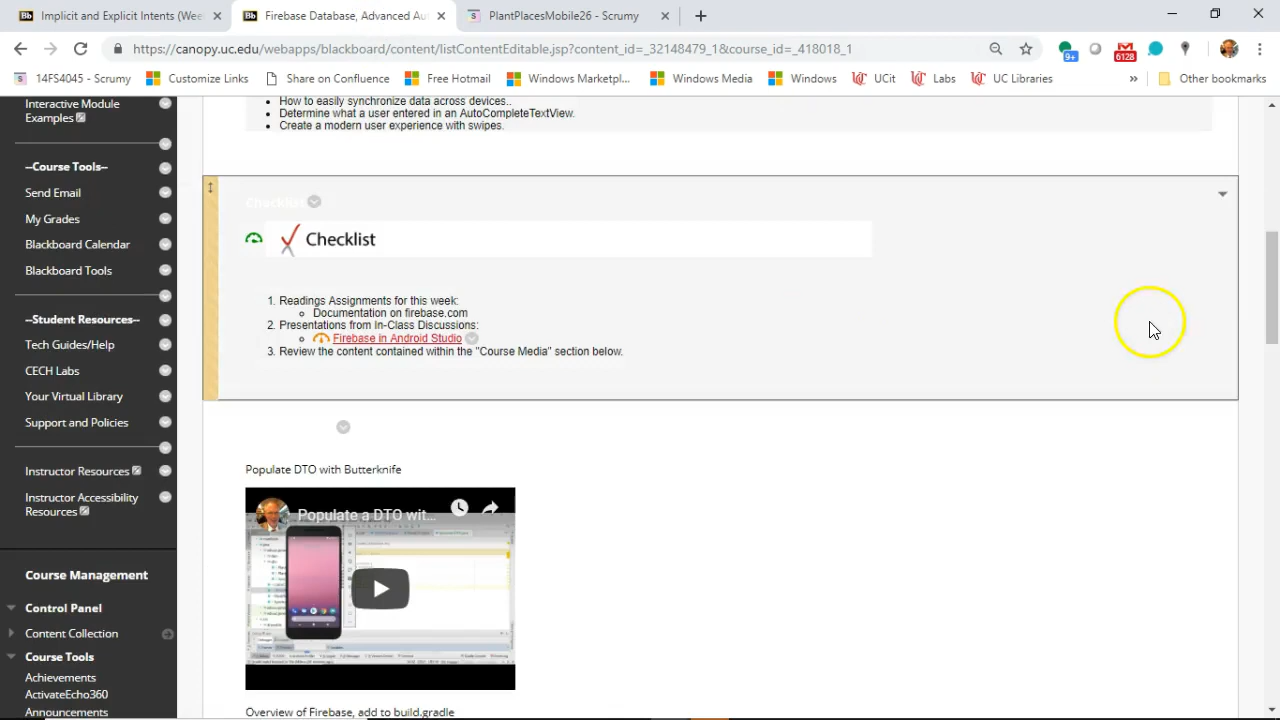 Implicit and Explicit Intents (Wee
Firebase Database, Advanced Au
PlantPlacesMobile26 - Scrumy
https://canopy.uc.edu/webapps/blackboard/content/listContentEditable.jsp?content_id=_32148479_1&course_id=_418018_1
9+
6128
14FS4045 - Scrumy
Customize Links
Share on Confluence
Free Hotmail
Windows Marketpl...
Windows Media
Windows
UCit
Labs
UC Libraries
»
Other bookmarks
Interactive Module
Examples
--Course Tools--
Send Email
My Grades
Blackboard Calendar
Blackboard Tools
--Student Resources--
Tech Guides/Help
CECH Labs
Your Virtual Library
Support and Policies
Instructor Resources
Instructor Accessibility
Resources
Course Management
Control Panel
Content Collection
Course Tools
Achievements
ActivateEcho360
Announcements
• How to easily synchronize data across devices..
• Determine what a user entered in an AutoCompleteTextView.
• Create a modern user experience with swipes.
Checklist
Checklist
1. Readings Assignments for this week:
Documentation on firebase.com
2. Presentations from In-Class Discussions:
Firebase in Android Studio
3. Review the content contained within the "Course Media" section below.
Populate DTO with Butterknife
Populate a DTO wit...
Overview of Firebase, add to build.gradle